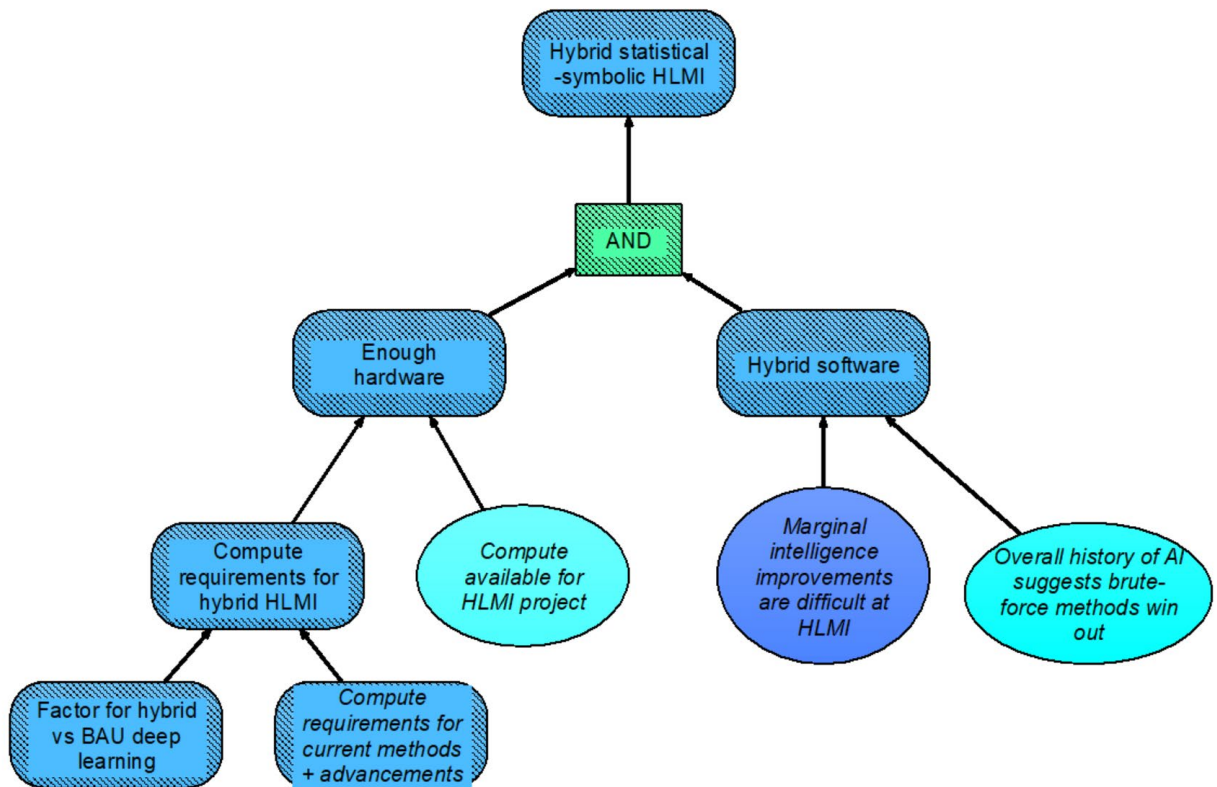 Hybrid statistical
-symbolic HLMI
AND
Enough
hardware
Hybrid software
Compute
requirements for
hybrid HLMI
Compute
available for
HLMI project
Marginal
intelligence
improvements
are difficult at
HLMI
Overall history of AI
suggests brute-
force methods win
out
Factor for hybrid
vs BAU deep
learning
Compute
requirements for
current methods
+ advancements